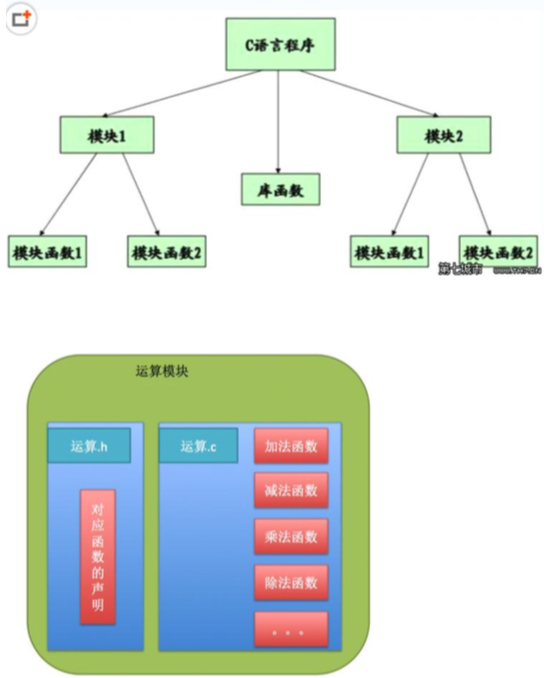 C语言程序
模块1
模块2
库函数
模块函数1
模块函数2
模块函数1
模块函数2
第七城市
运算模块
运算.h
运算.c
加法函数
对应函数的声明
减法函数
乘法函数
除法函数
。。。